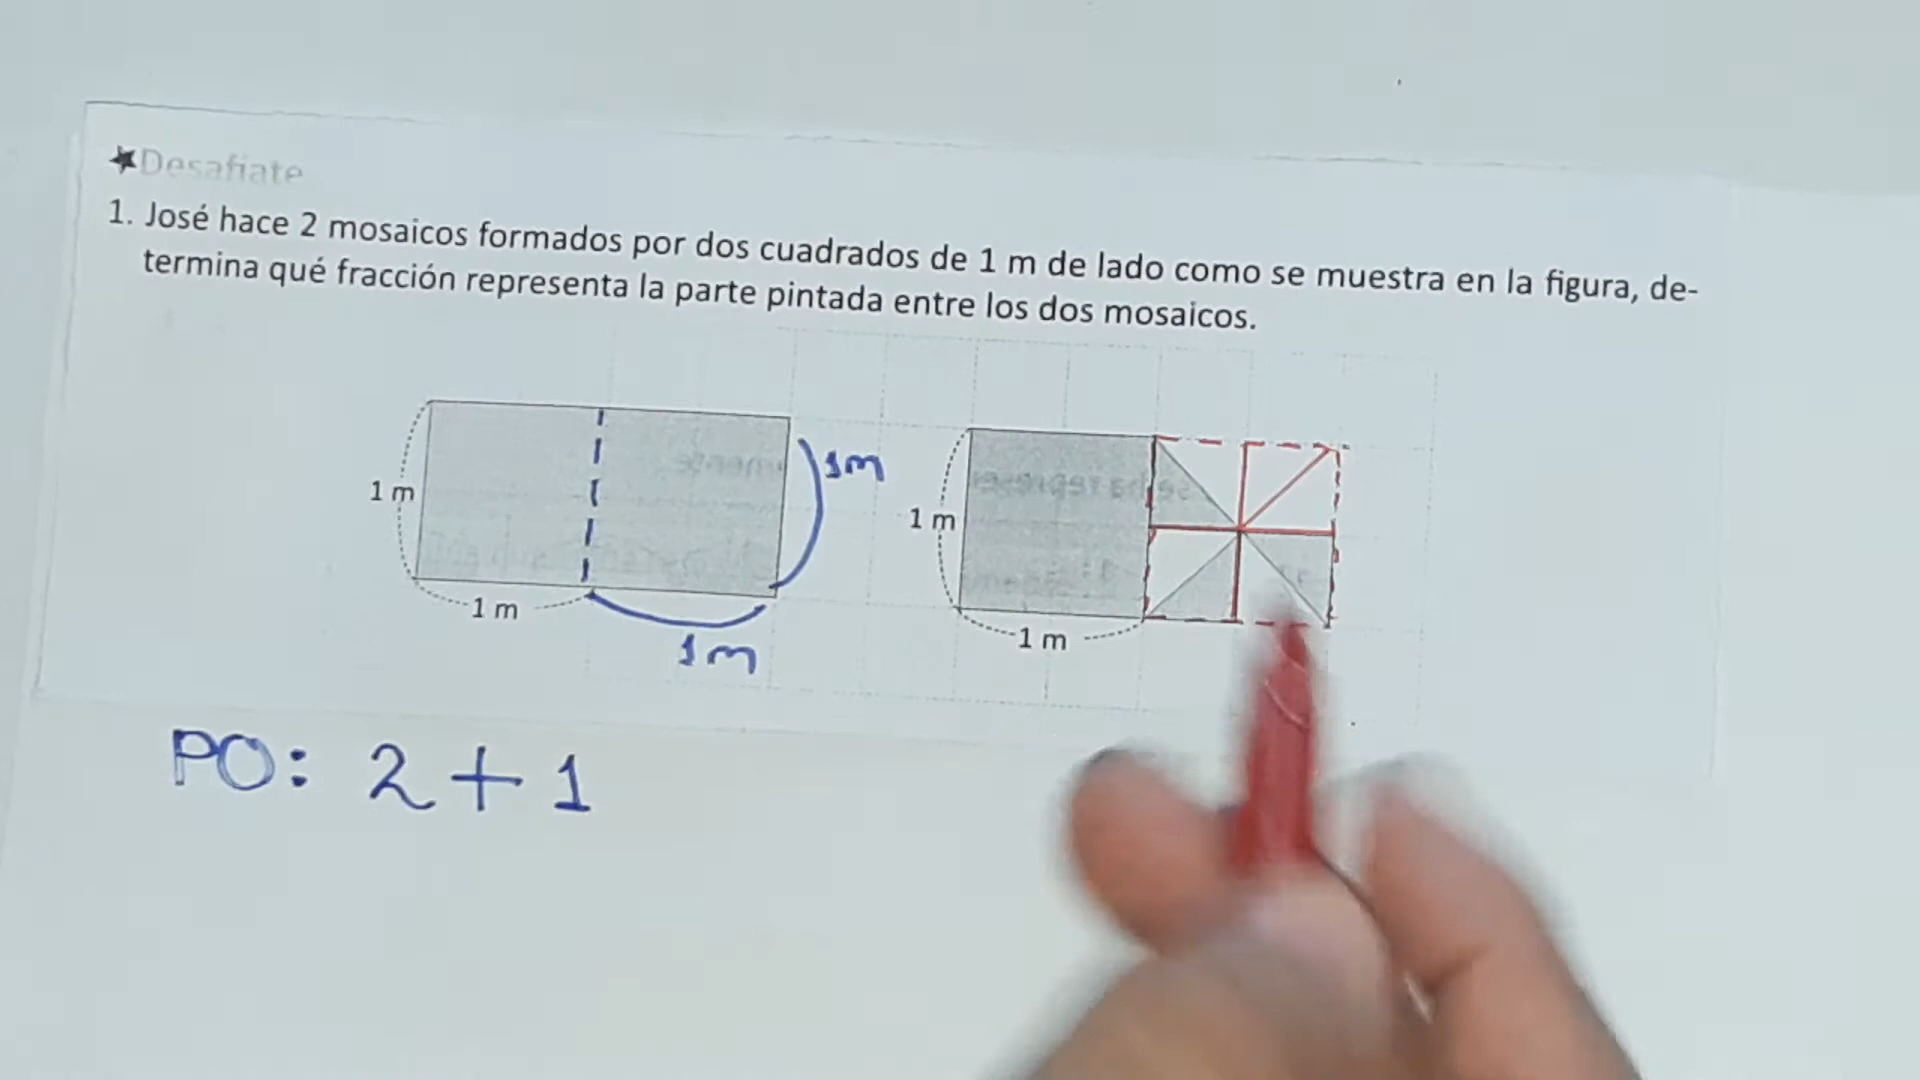 ★Desafíate
1. José hace 2 mosaicos formados por dos cuadrados de 1 m de lado como se muestra en la figura, de-
termina qué fracción representa la parte pintada entre los dos mosaicos.
1 m
1m
1 m
1 m
1m
1 m
PO: 2 + 1